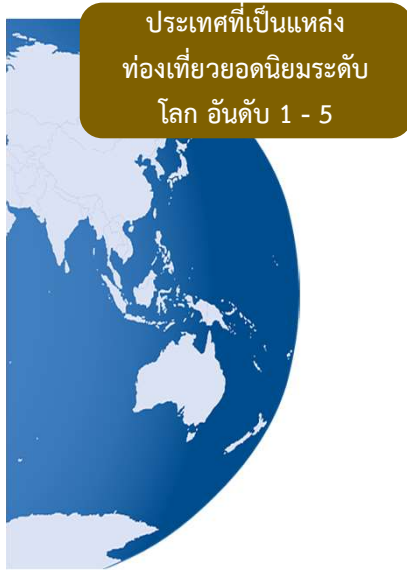 ประเทศที่เป็นแหล่ง
ท่องเที่ยวยอดนิยมระดับ
โลก อันดับ 1 - 5